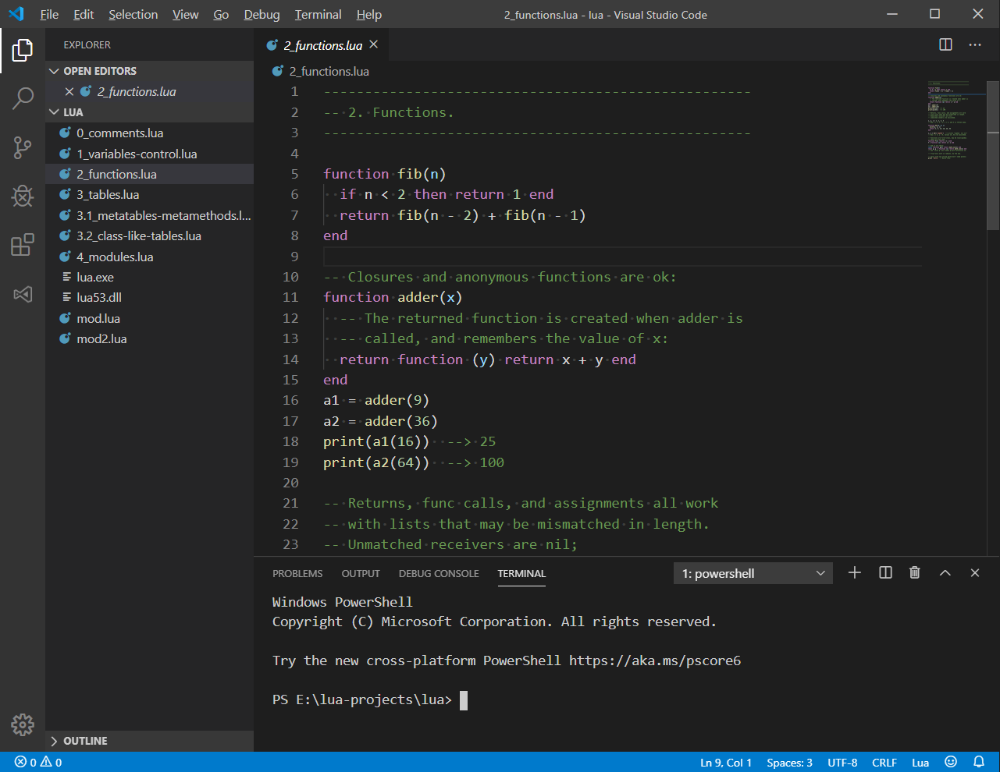 File Edit Selection View Go Debug Terminal Help 2_functions.lua - lua - Visual Studio Code
EXPLORER
OPEN EDITORS
2_functions.lua
LUA
0_comments.lua
1_variables-control.lua
2_functions.lua
3_tables.lua
3.1_metatables-metamethods.l...
3.2_class-like-tables.lua
4_modules.lua
lua.exe
lua53.dll
mod.lua
mod2.lua
OUTLINE
2_functions.lua
2_functions.lua
1 ----------------------------------------------------
2 -- 2. Functions.
3 ----------------------------------------------------
4
5 function fib(n)
6   if n < 2 then return 1 end
7   return fib(n - 2) + fib(n - 1)
8 end
9
10 -- Closures and anonymous functions are ok:
11 function adder(x)
12   -- The returned function is created when adder is
13   -- called, and remembers the value of x:
14   return function (y) return x + y end
15 end
16 a1 = adder(9)
17 a2 = adder(36)
18 print(a1(16))  --> 25
19 print(a2(64))  --> 100
20
21 -- Returns, func calls, and assignments all work
22 -- with lists that may be mismatched in length.
23 -- Unmatched receivers are nil;
PROBLEMS OUTPUT DEBUG CONSOLE TERMINAL 1: powershell
Windows PowerShell
Copyright (C) Microsoft Corporation. All rights reserved.
Try the new cross-platform PowerShell https://aka.ms/pscore6
PS E:\lua-projects\lua>
0 0 Ln 9, Col 1 Spaces: 3 UTF-8 CRLF Lua